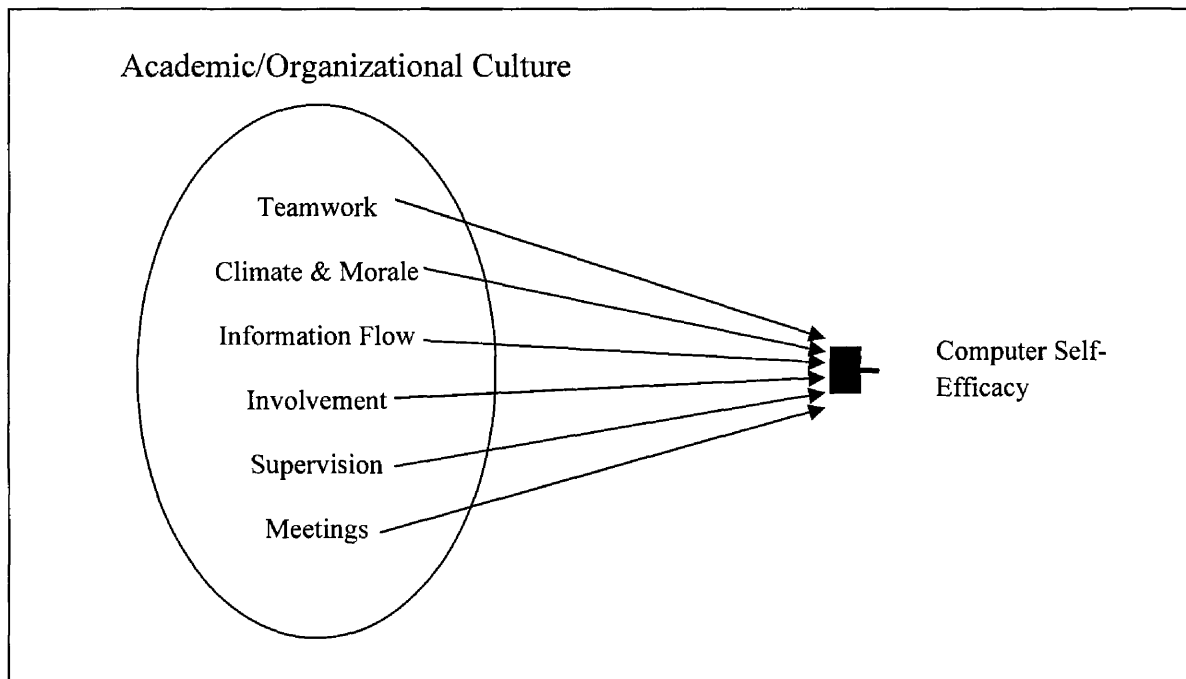 Academic/Organizational Culture
Teamwork
Climate & Morale
Information Flow
Involvement
Supervision
Meetings
Computer Self-
Efficacy